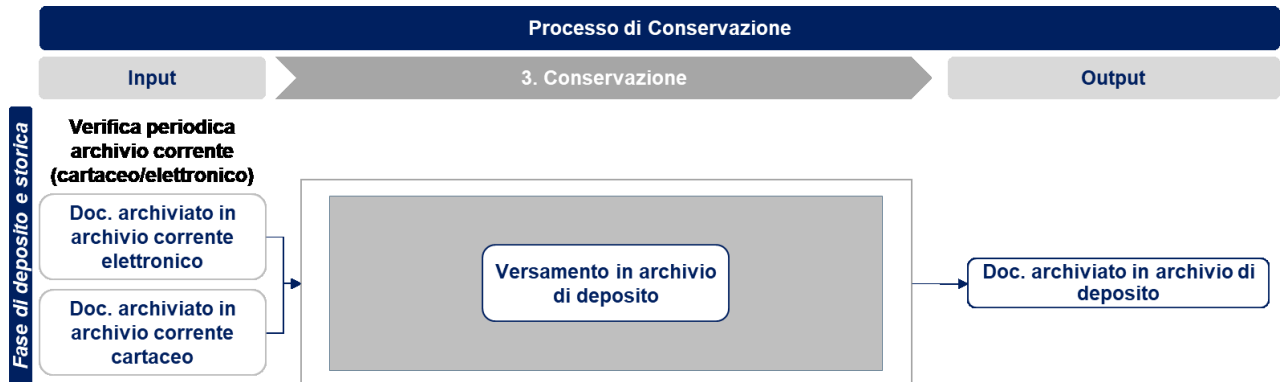 Processo di Conservazione
Input
3. Conservazione
Output
Fase di deposito e storica
Verifica periodica
archivio corrente
(cartaceo/elettronico)
Doc. archiviato in
archivio corrente
elettronico
Doc. archiviato in
archivio corrente
cartaceo
Versamento in archivio
di deposito
Doc. archiviato in archivio di
deposito